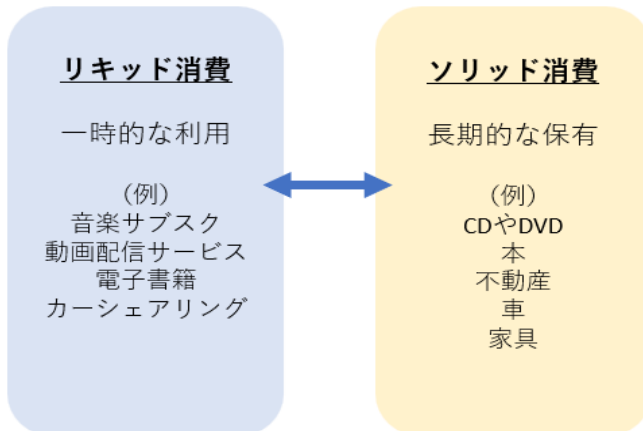 リキッド消費
一時的な利用
(例)
音楽サブスク
動画配信サービス
電子書籍
カーシェアリング
ソリッド消費
長期的な保有
(例)
CDやDVD
本
不動産
車
家具